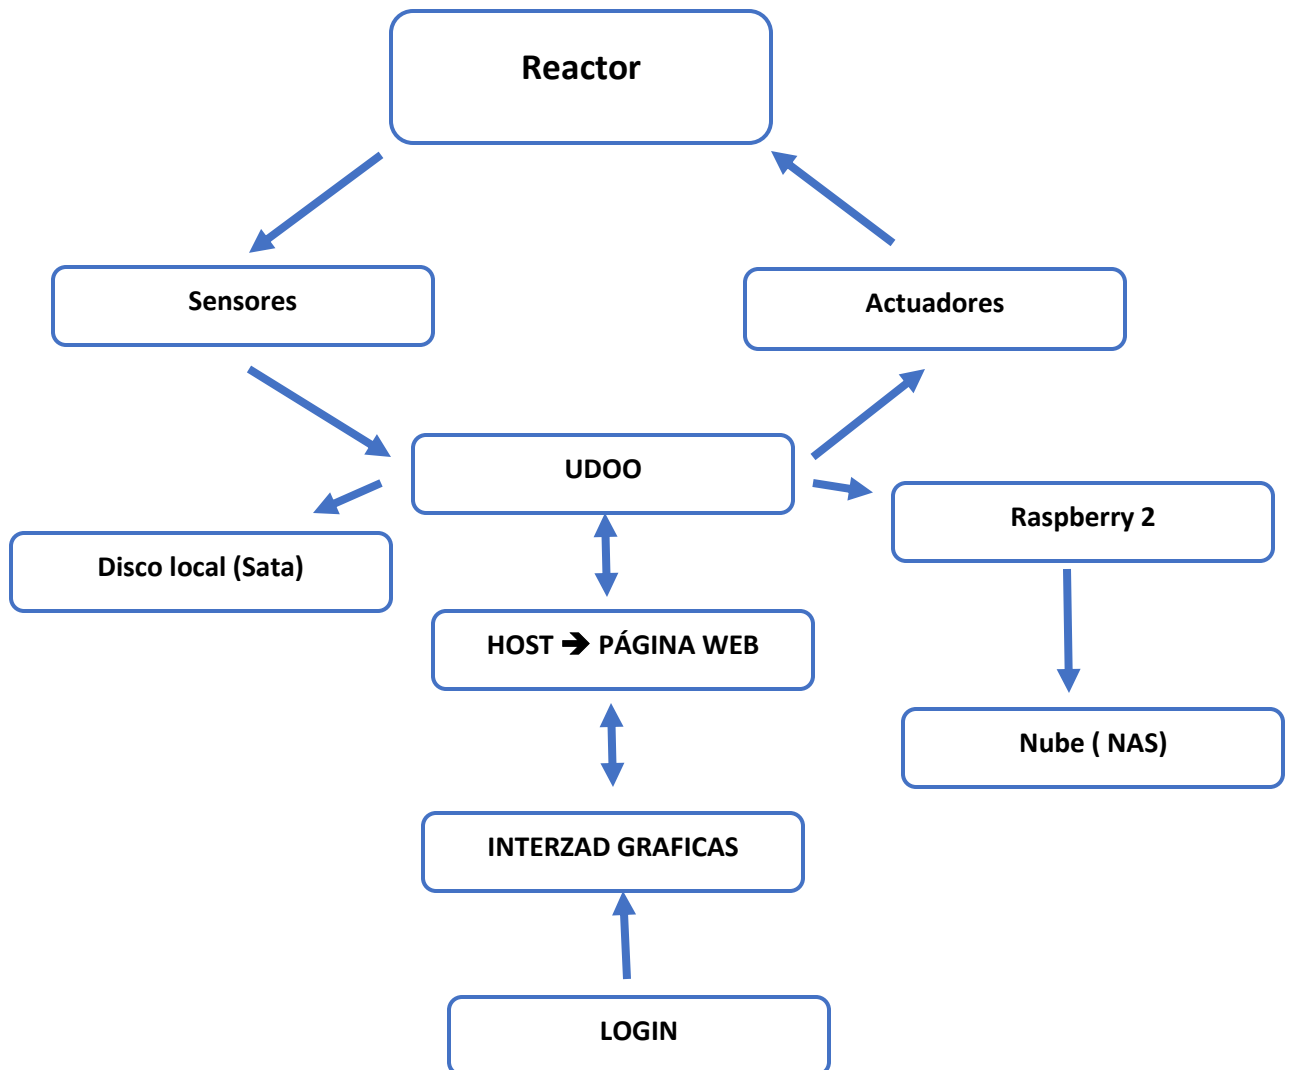 Reactor
Sensores
Actuadores
UDOO
Raspberry 2
Disco local (Sata)
HOST ➔ PÁGINA WEB
Nube ( NAS)
INTERZAD GRAFICAS
LOGIN